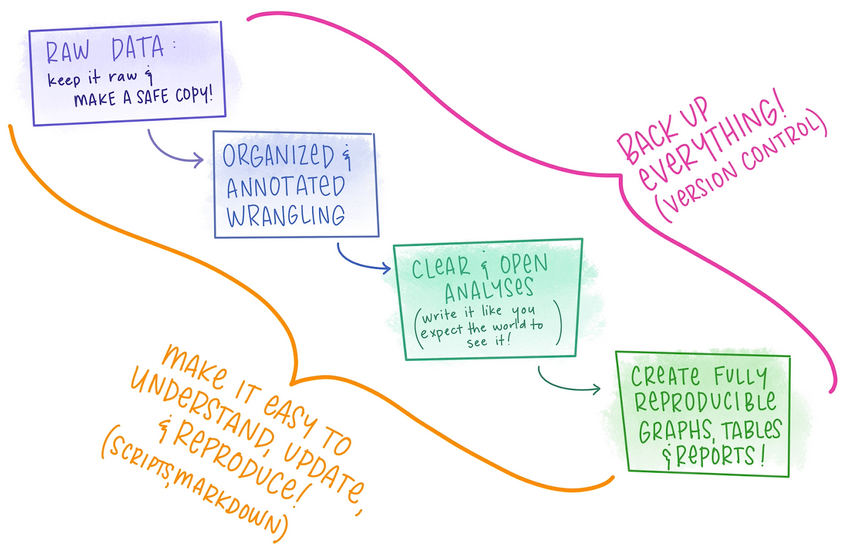 RAW DATA:
keep it raw &
MAKE A SAFE COPY!
ORGANIZED &
ANNOTATED
WRANGLING
CLEAR & OPEN
ANALYSES
(write it like you
expect the world to
see it!)
CREATE FULLY
REPRODUCIBLE
GRAPHS, TABLES
& REPORTS!
BACK UP
EVERYTHING!
(VERSION CONTROL)
MAKE IT EASY TO
UNDERSTAND, UPDATE,
& REPRODUCE!
(SCRIPTS, MARKDOWN)